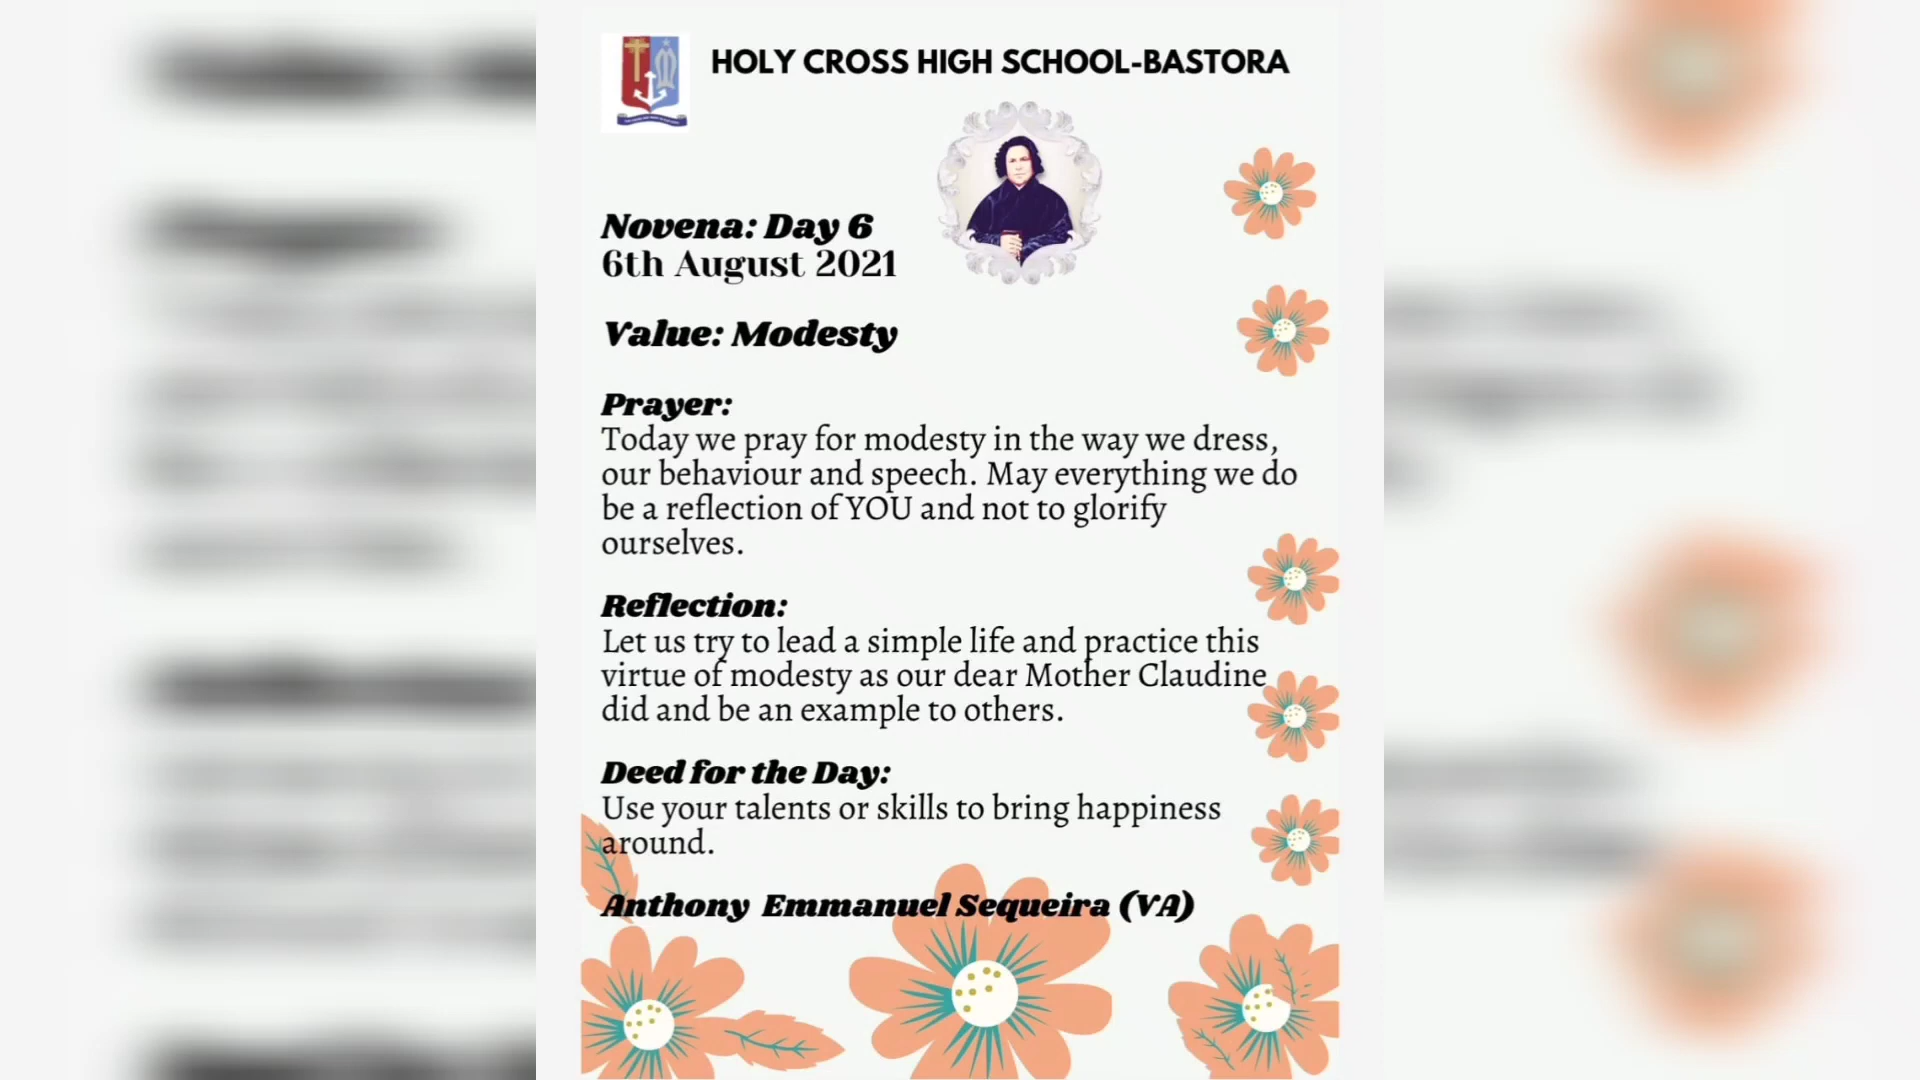 HOLY CROSS HIGH SCHOOL-BASTORA
Novena: Day 6
6th August 2021
Value: Modesty
Prayer:
Today we pray for modesty in the way we dress,
our behaviour and speech. May everything we do
be a reflection of YOU and not to glorify
ourselves.
Reflection:
Let us try to lead a simple life and practice this
virtue of modesty as our dear Mother Claudine
did and be an example to others.
Deed for the Day:
Use your talents or skills to bring happiness
around.
Anthony Emmanuel Sequeira (VA)